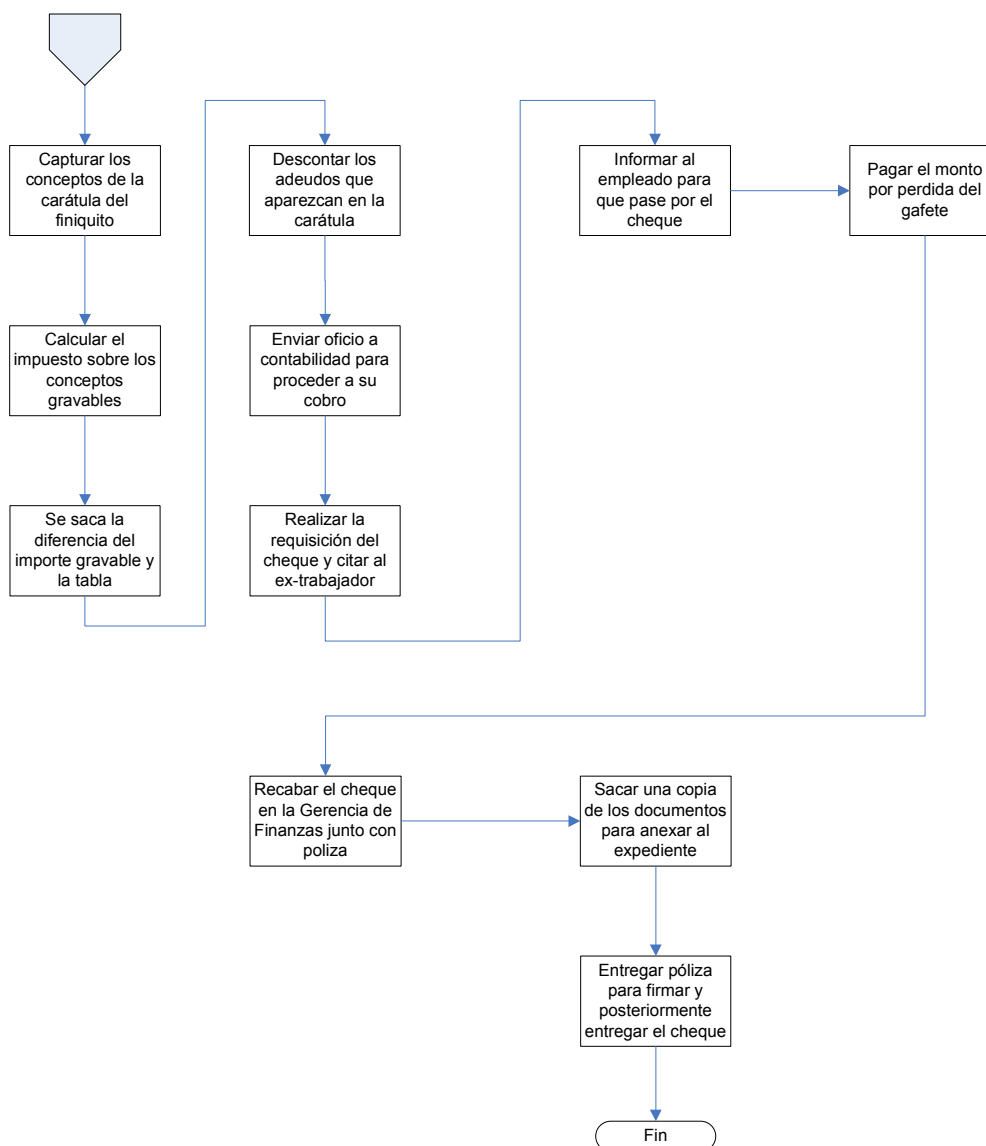 Capturar los
conceptos de la
carátula del
finiquito
Calcular el
impuesto sobre los
conceptos
gravables
Se saca la
diferencia del
importe gravable y
la tabla
Descontar los
adeudos que
aparezcan en la
carátula
Enviar oficio a
contabilidad para
proceder a su
cobro
Realizar la
requisición del
cheque y citar al
ex-trabajador
Informar al
empleado para
que pase por el
cheque
Pagar el monto
por perdida del
gafete
Recabar el cheque
en la Gerencia de
Finanzas junto con
poliza
Sacar una copia
de los documentos
para anexar al
expediente
Entregar póliza
para firmar y
posteriormente
entregar el cheque
Fin